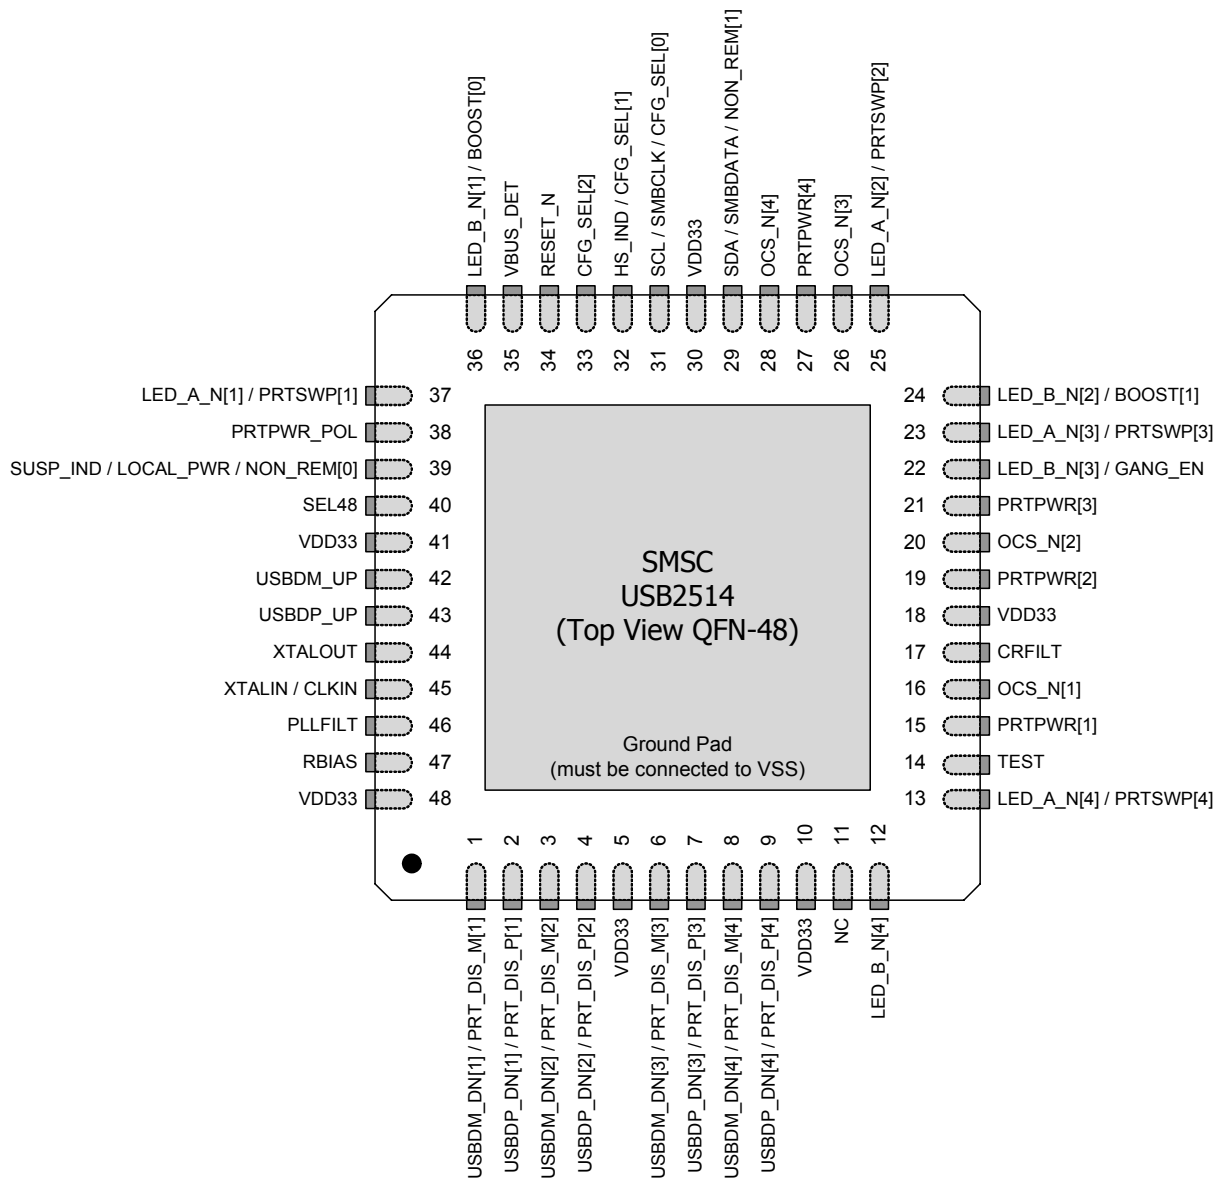 LED_B_N[1] / BOOST[0]
VBUS_DET
RESET_N
CFG_SEL[2]
HS_IND / CFG_SEL[1]
SCL / SMBCLK / CFG_SEL[0]
VDD33
SDA / SMBDATA / NON_REM[1]
OCS_N[4]
PRTPWR[4]
OCS_N[3]
LED_A_N[2] / PRTSWP[2]
36
35
34
33
32
31
30
29
28
27
26
25
LED_A_N[1] / PRTSWP[1] 37
PRTPWR_POL 38
SUSP_IND / LOCAL_PWR / NON_REM[0] 39
SEL48 40
VDD33 41
USBDM_UP 42
USBDP_UP 43
XTALOUT 44
XTALIN / CLKIN 45
PLLFILT 46
RBIAS 47
VDD33 48
SMSC
USB2514
(Top View QFN-48)
Ground Pad
(must be connected to VSS)
24 LED_B_N[2] / BOOST[1]
23 LED_A_N[3] / PRTSWP[3]
22 LED_B_N[3] / GANG_EN
21 PRTPWR[3]
20 OCS_N[2]
19 PRTPWR[2]
18 VDD33
17 CRFILT
16 OCS_N[1]
15 PRTPWR[1]
14 TEST
13 LED_A_N[4] / PRTSWP[4]
1
2
3
4
5
6
7
8
9
10
11
12
USBDM_DN[1] / PRT_DIS_M[1]
USBDP_DN[1] / PRT_DIS_P[1]
USBDM_DN[2] / PRT_DIS_M[2]
USBDP_DN[2] / PRT_DIS_P[2]
VDD33
USBDM_DN[3] / PRT_DIS_M[3]
USBDP_DN[3] / PRT_DIS_P[3]
USBDM_DN[4] / PRT_DIS_M[4]
USBDP_DN[4] / PRT_DIS_P[4]
VDD33
NC
LED_B_N[4]